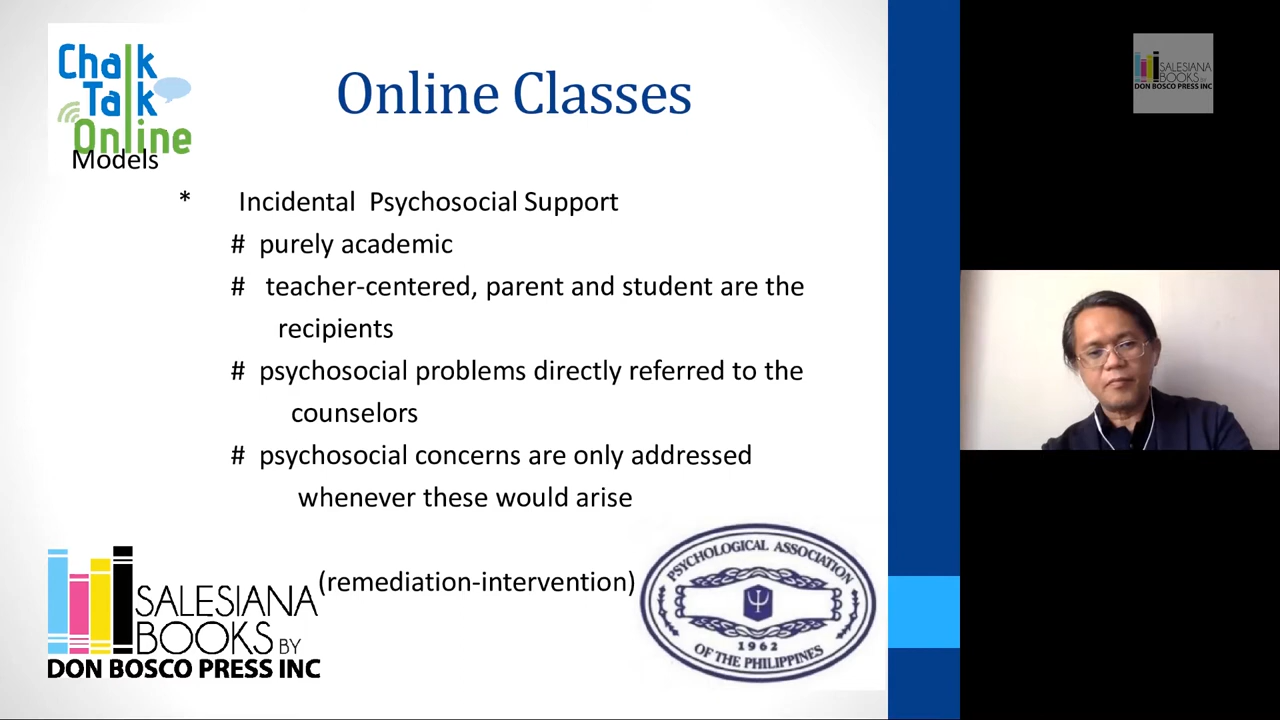 Chalk
Talk
Online
Online Classes
Models
* Incidental Psychosocial Support
# purely academic
# teacher-centered, parent and student are the
recipients
# psychosocial problems directly referred to the
counselors
# psychosocial concerns are only addressed
whenever these would arise
(remediation-intervention)
SALESIANA
BOOKS BY
DON BOSCO PRESS INC
PSYCHOLOGICAL ASSOCIATION
1962
OF THE PHILIPPINES
SALESIANA
BOOKS BY
DON BOSCO PRESS INC